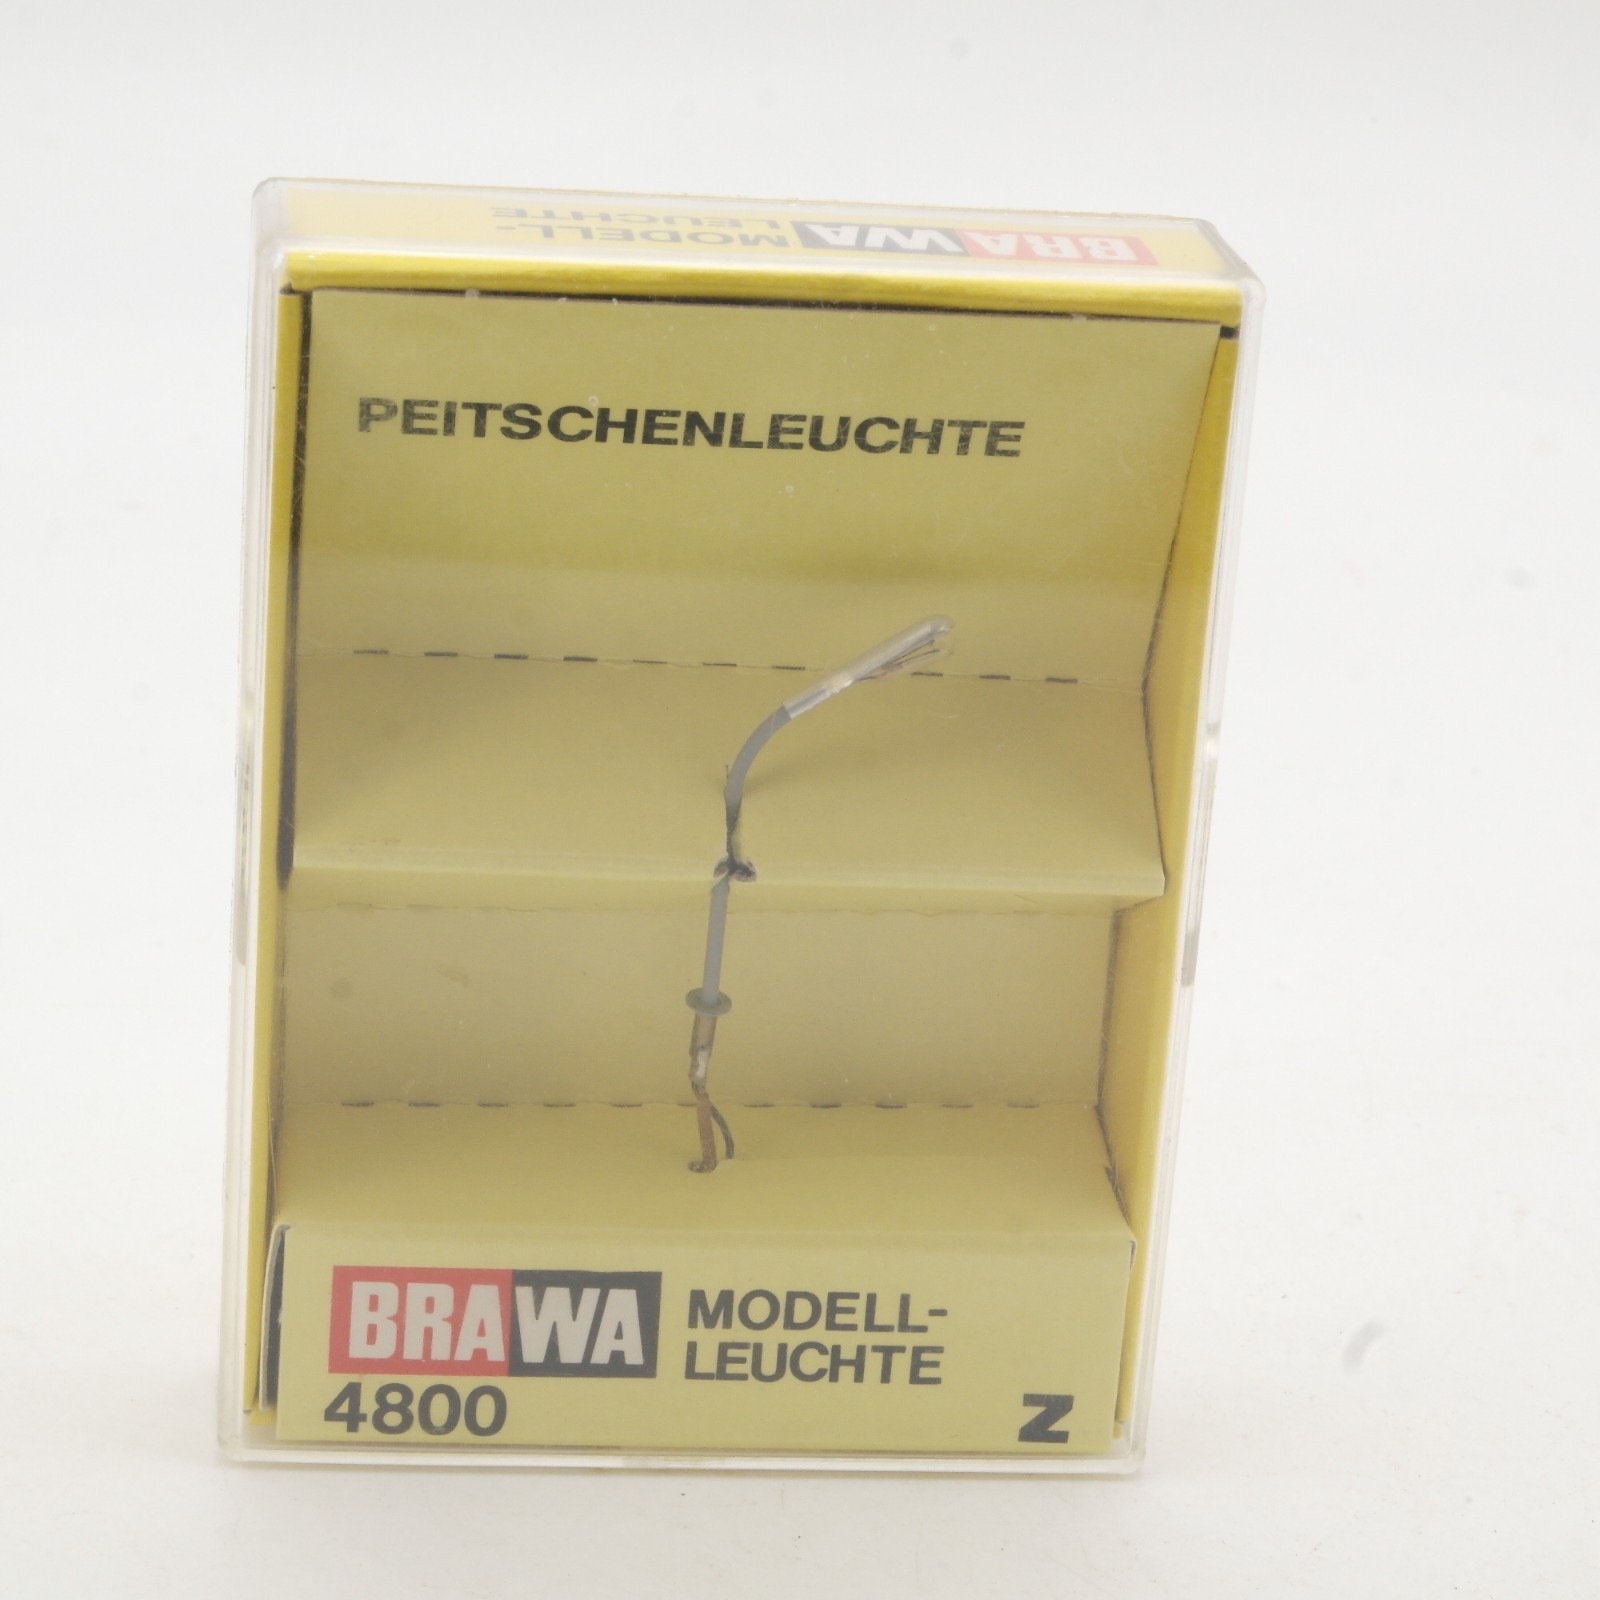 BRAWA MODELL-
LEUCHTE
PEITSCHENLEUCHTE
BRAWA MODELL-
LEUCHTE
4800
Z